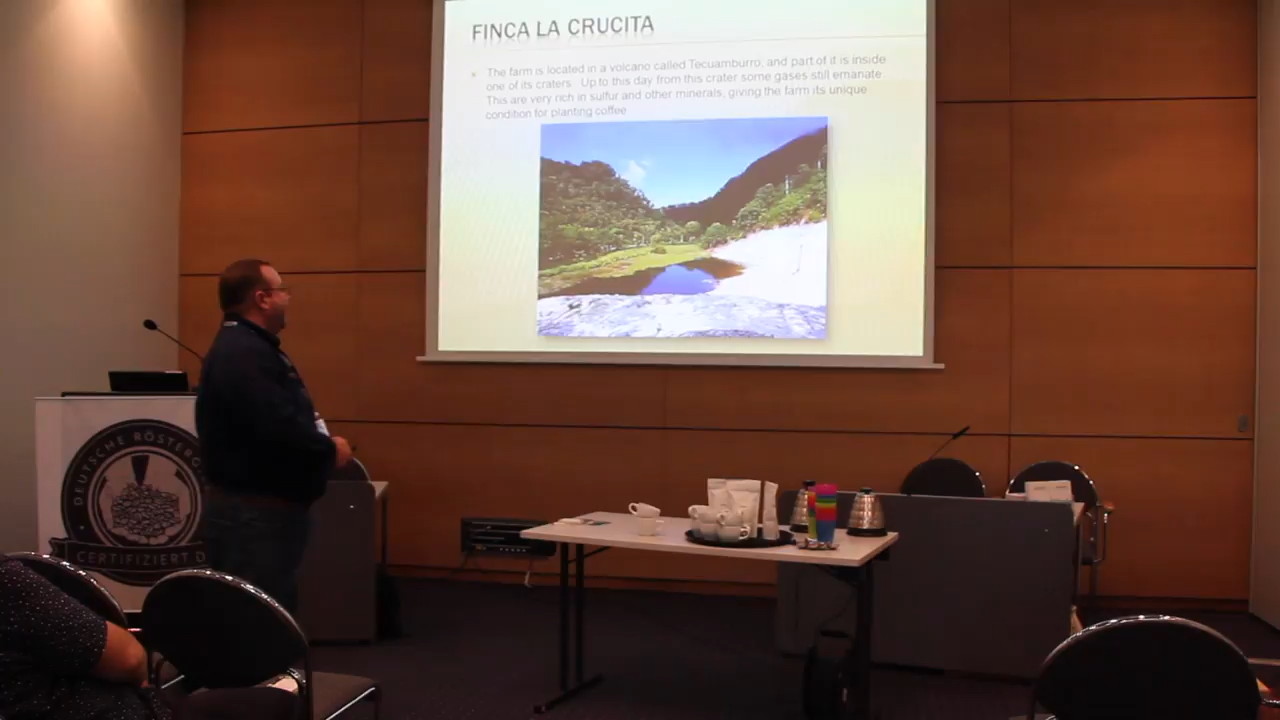 FINCA LA CRUCITA
The farm is located in a volcano called Tecuamburro, and part of it is inside
one of its craters. Up to this day from this crater some gases still emanate.
This are very rich in sulfur and other minerals, giving the farm its unique
condition for planting coffee
DEUTSCHE RÖSTERG
CERTIFIZIERT D